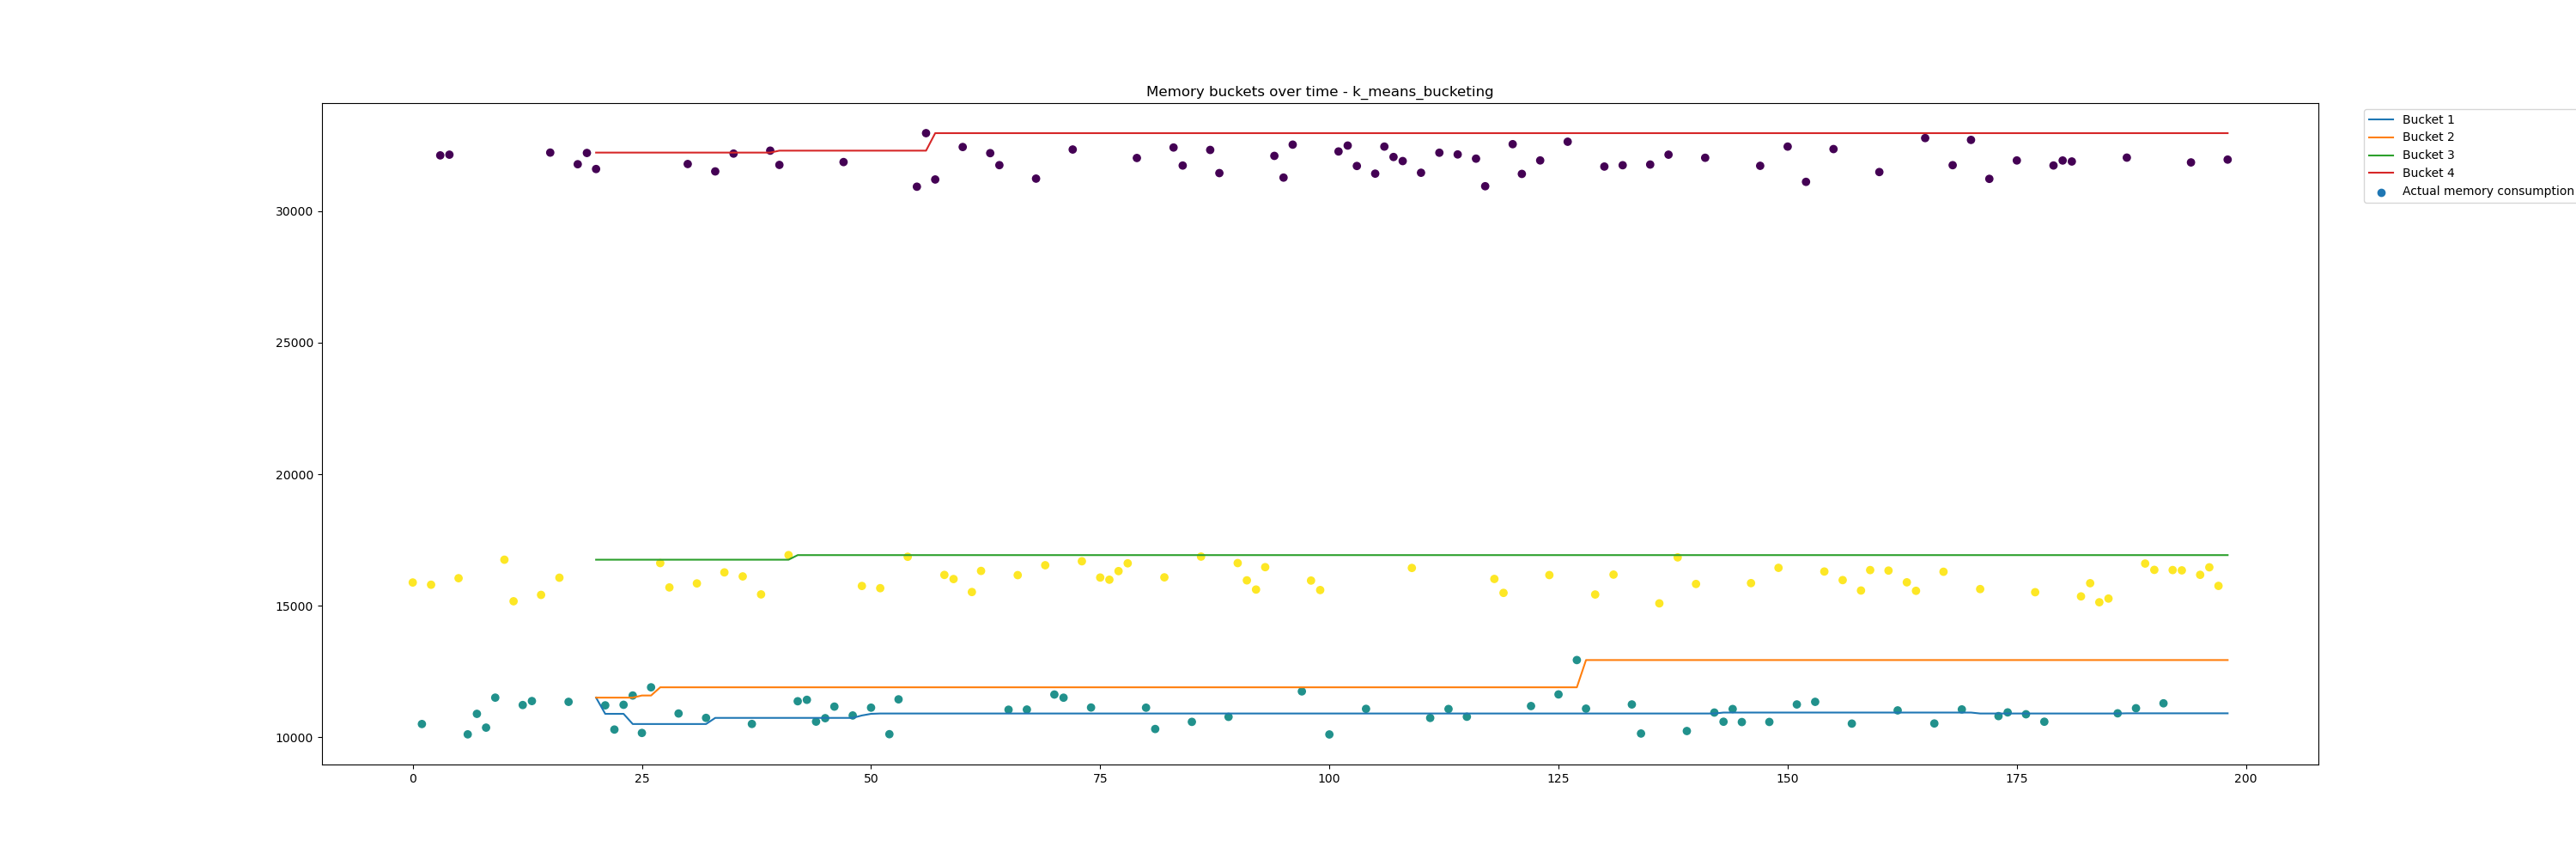 Memory buckets over time - k_means_bucketing
Bucket 1
Bucket 2
Bucket 3
Bucket 4
Actual memory consumption
30000
25000
20000
15000
10000
0 25 50 75 100 125 150 175 200